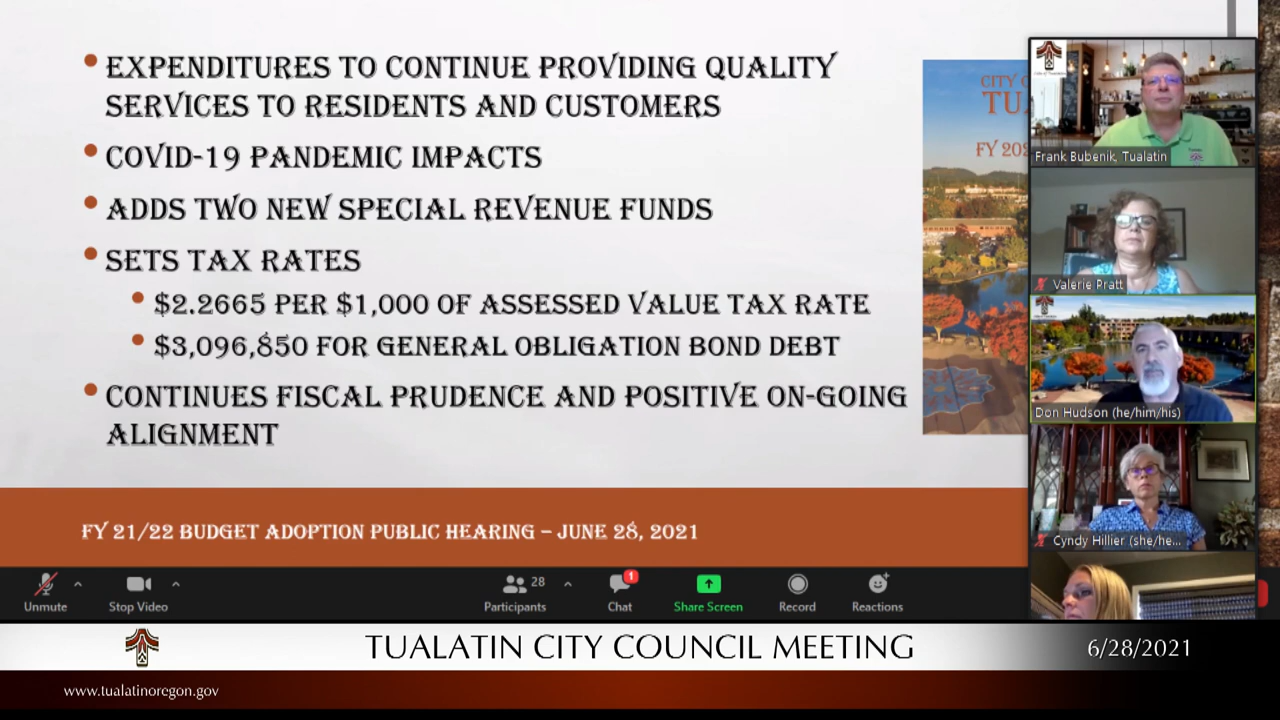 • EXPENDITURES TO CONTINUE PROVIDING QUALITY
SERVICES TO RESIDENTS AND CUSTOMERS
• COVID-19 PANDEMIC IMPACTS
• ADDS TWO NEW SPECIAL REVENUE FUNDS
• SETS TAX RATES
• $2.2665 PER $1,000 OF ASSESSED VALUE TAX RATE
• $3,096,850 FOR GENERAL OBLIGATION BOND DEBT
• CONTINUES FISCAL PRUDENCE AND POSITIVE ON-GOING
ALIGNMENT
CITY
TUA
FY 202
FY 21/22 BUDGET ADOPTION PUBLIC HEARING – JUNE 28, 2021
Frank Bubenik, Tualatin
Valerie Pratt
Don Hudson (he/him/his)
Cyndy Hillier (she/he...
Unmute
Stop Video
28
Participants
1
Chat
Share Screen
Record
Reactions
TUALATIN CITY COUNCIL MEETING
6/28/2021
www.tualatinoregon.gov